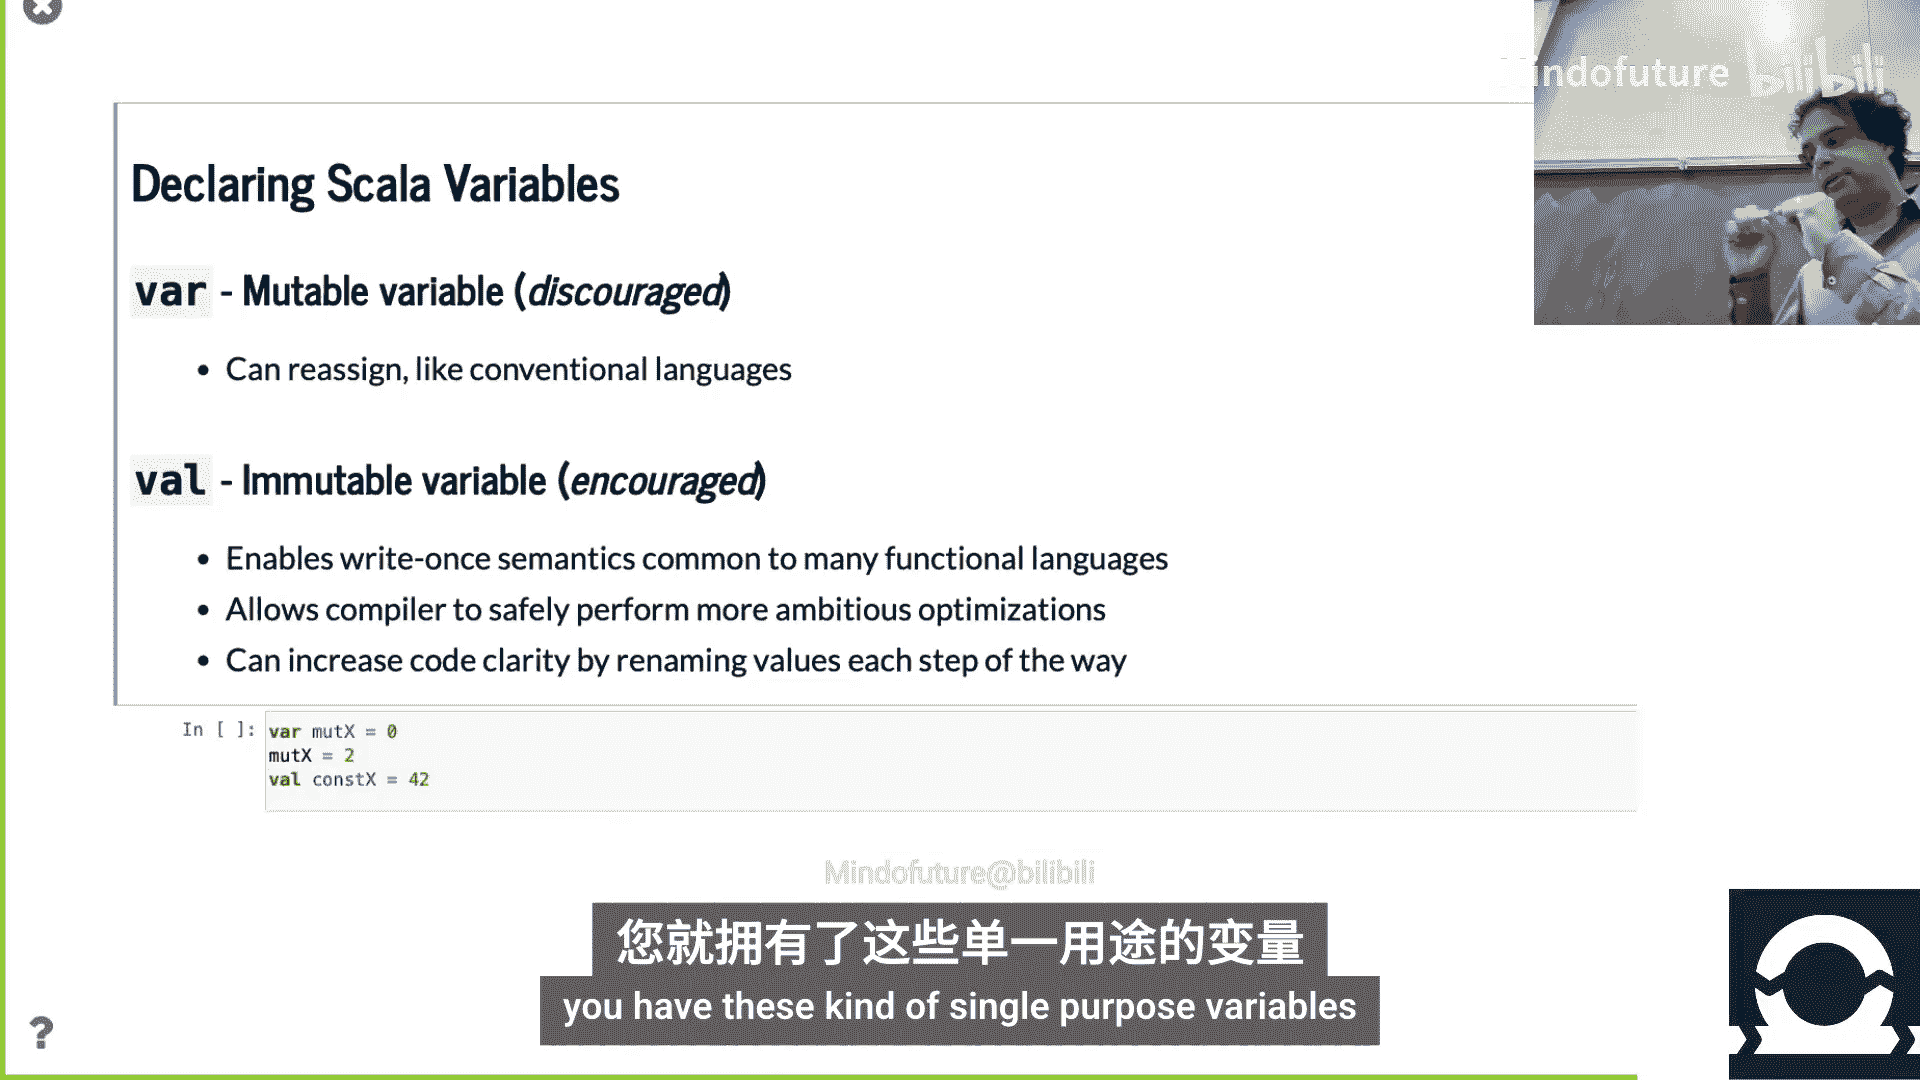 indofuture bilibili
Declaring Scala Variables
var - Mutable variable (discouraged)
• Can reassign, like conventional languages
val - Immutable variable (encouraged)
• Enables write-once semantics common to many functional languages
• Allows compiler to safely perform more ambitious optimizations
• Can increase code clarity by renaming values each step of the way
In [ ]: var mutX = 0
mutX = 2
val constX = 42
Mindofuture@bilibili
您就拥有了这些单一用途的变量
you have these kind of single purpose variables
?